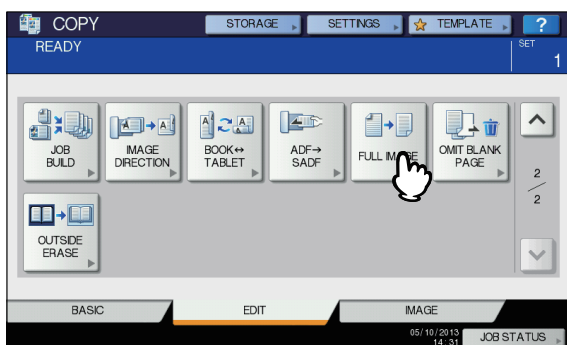 COPY
STORAGE
SETTINGS
TEMPLATE
?
READY
SET
1
JOB
BUILD
IMAGE
DIRECTION
BOOK↔
TABLET
ADF→
SADF
FULL IMAGE
OMIT BLANK
PAGE
2
2
OUTSIDE
ERASE
BASIC
EDIT
IMAGE
05/10/2013
14:31
JOB STATUS